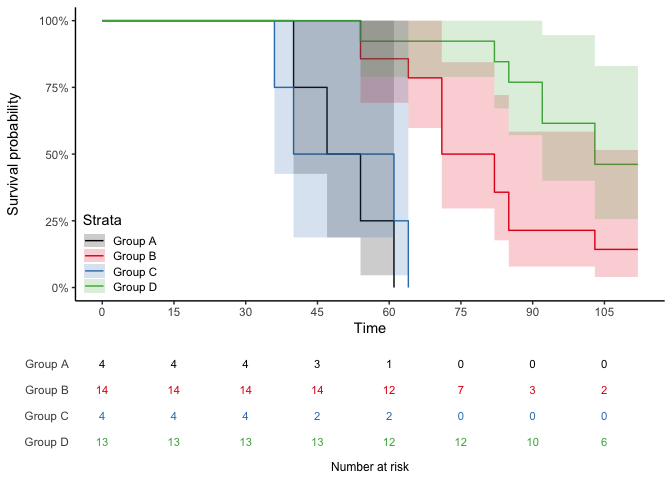 Survival probability
100%
75%
50%
25%
0%
Strata
Group A
Group B
Group C
Group D
0 15 30 45 60 75 90 105
Time
Group A 4 4 4 3 1 0 0 0
Group B 14 14 14 14 12 7 3 2
Group C 4 4 4 2 2 0 0 0
Group D 13 13 13 13 12 12 10 6
Number at risk